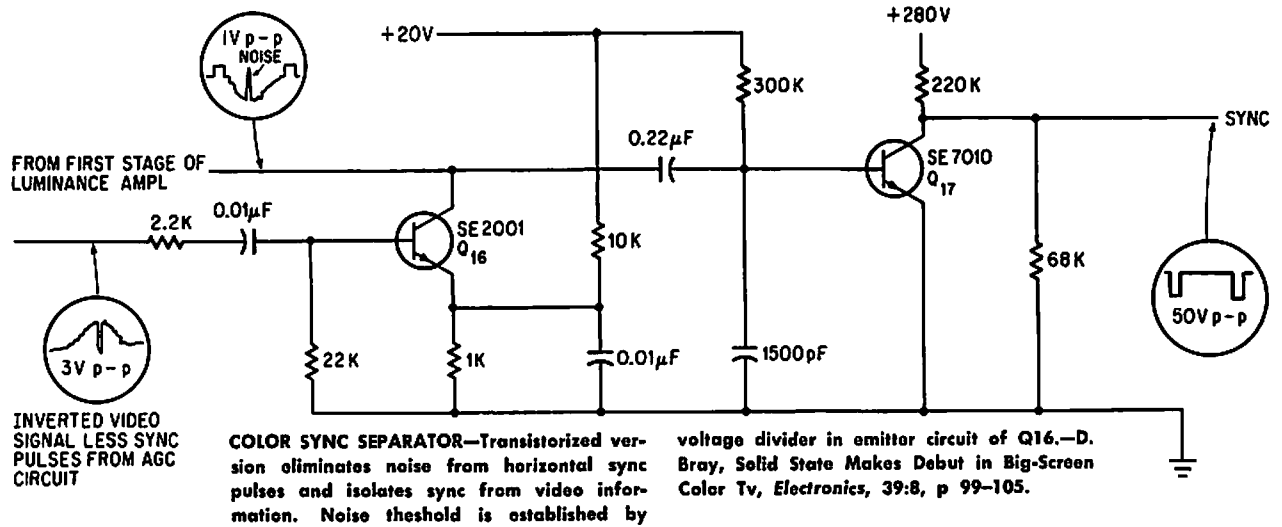 +20V
+280V
1V p-p
NOISE
300K
220K
0.22μF
SYNC
FROM FIRST STAGE OF
LUMINANCE AMPL
SE7010
Q17
2.2K
0.01μF
SE2001
Q16
10K
68K
3V p-p
22K
1K
0.01μF
1500pF
50V p-p
INVERTED VIDEO
SIGNAL LESS SYNC
PULSES FROM AGC
CIRCUIT
COLOR SYNC SEPARATOR—Transistorized ver-
sion eliminates noise from horizontal sync
pulses and isolates sync from video infor-
mation. Noise theshold is established by
voltage divider in emitter circuit of Q16.—D.
Bray, Solid State Makes Debut in Big-Screen
Color Tv, Electronics, 39:8, p 99–105.